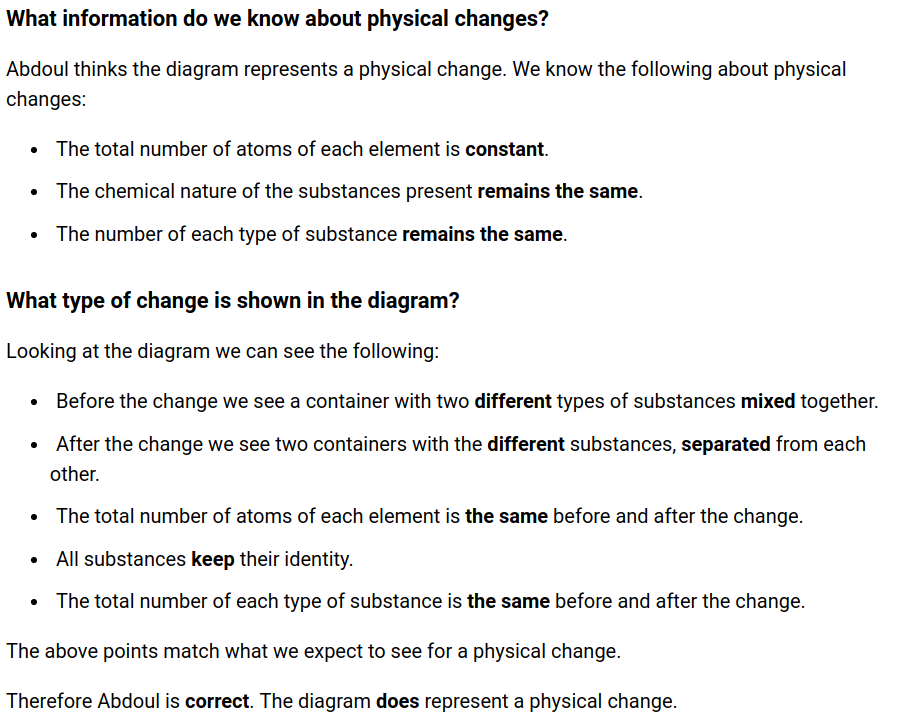 What information do we know about physical changes?
Abdoul thinks the diagram represents a physical change. We know the following about physical
changes:
• The total number of atoms of each element is constant.
• The chemical nature of the substances present remains the same.
• The number of each type of substance remains the same.
What type of change is shown in the diagram?
Looking at the diagram we can see the following:
• Before the change we see a container with two different types of substances mixed together.
• After the change we see two containers with the different substances, separated from each
other.
• The total number of atoms of each element is the same before and after the change.
• All substances keep their identity.
• The total number of each type of substance is the same before and after the change.
The above points match what we expect to see for a physical change.
Therefore Abdoul is correct. The diagram does represent a physical change.